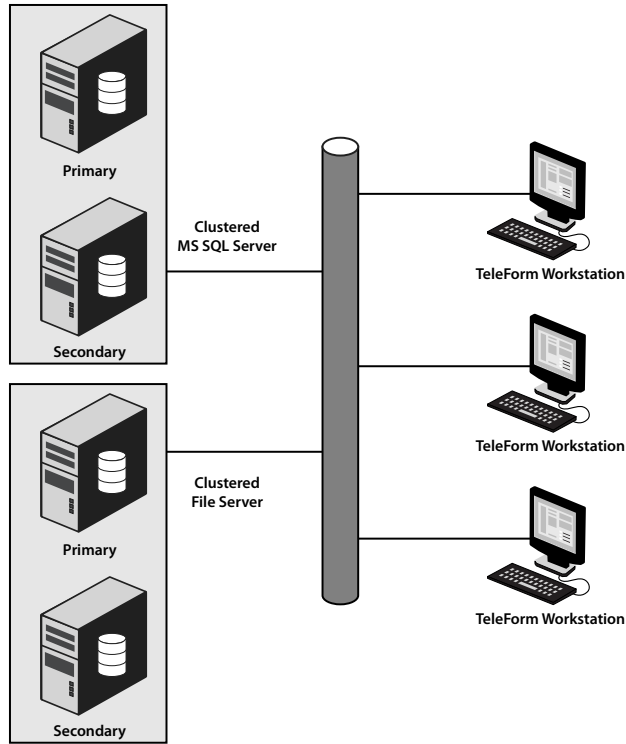 Primary
Clustered
MS SQL Server
Secondary
Primary
Clustered
File Server
Secondary
TeleForm Workstation
TeleForm Workstation
TeleForm Workstation